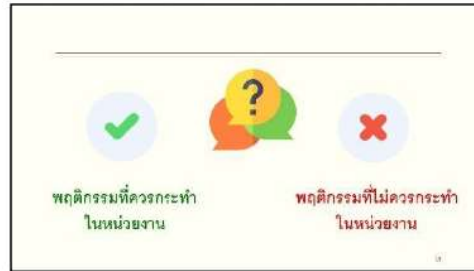 ?
พฤติกรรมที่ควรกระทำ
ในหน่วยงาน
พฤติกรรมที่ไม่ควรกระทำ
ในหน่วยงาน